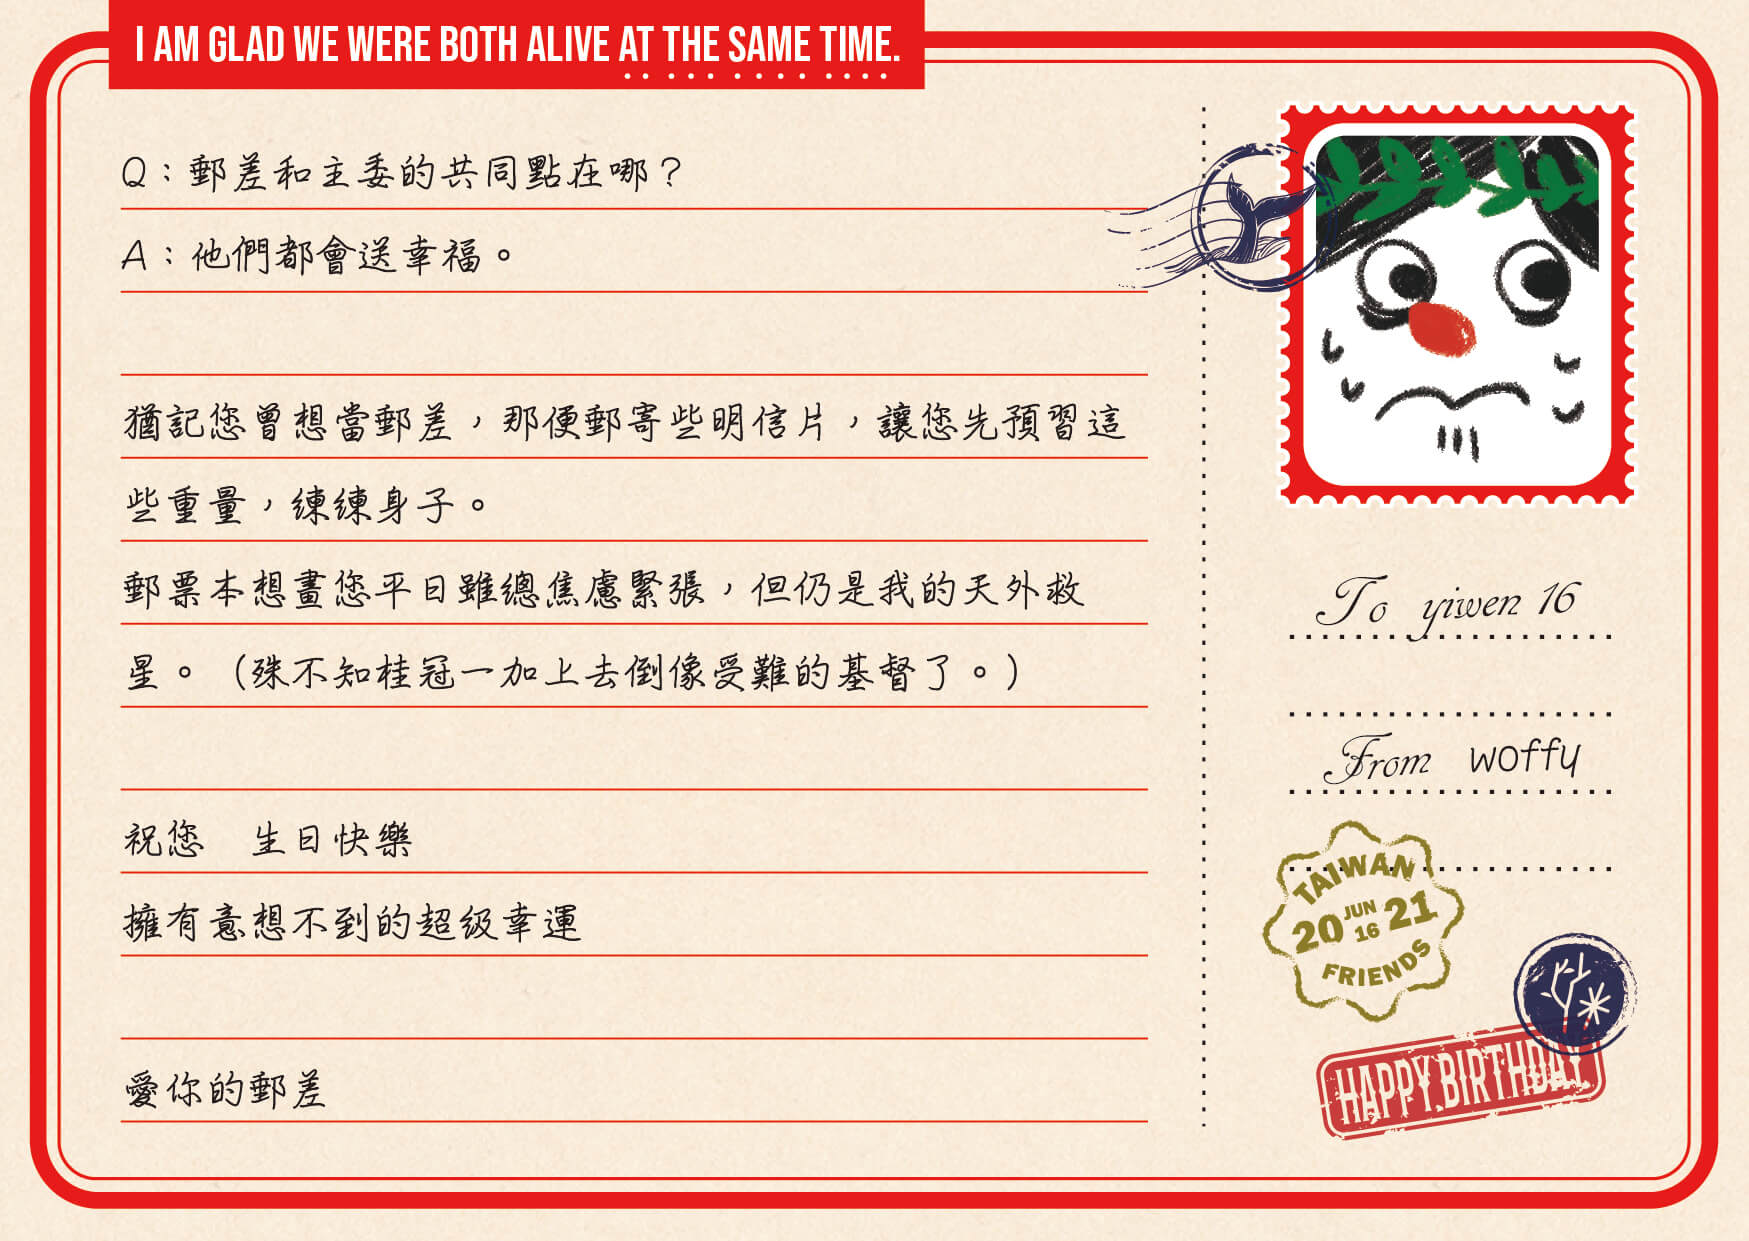 I AM GLAD WE WERE BOTH ALIVE AT THE SAME TIME.
Q：郵差和主委的共同點在哪？
A：他們都會送幸福。
猶記您曾想當郵差，那便郵寄些明信片，讓您先預習這
些重量，練練身子。
郵票本想畫您平日雖總焦慮緊張，但仍是我的天外救
星。（殊不知桂冠一加上去倒像受難的基督了。）
祝您　生日快樂
擁有意想不到的超級幸運
愛你的郵差
To yiwen 16
From woffy
TAIWAN
20 JUN 16 21
FRIENDS
HAPPY BIRTHDAY